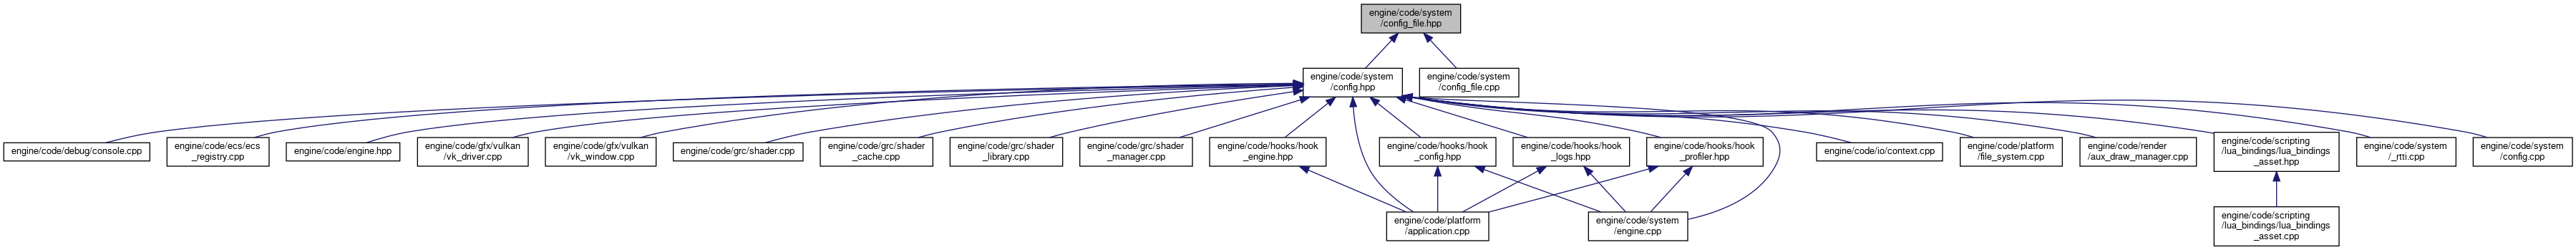 engine/code/system
/config_file.hpp
engine/code/system
/config.hpp
engine/code/system
/config_file.cpp
engine/code/debug/console.cpp
engine/code/ecs/ecs
_registry.cpp
engine/code/engine.hpp
engine/code/gfx/vulkan
/vk_driver.cpp
engine/code/gfx/vulkan
/vk_window.cpp
engine/code/grc/shader.cpp
engine/code/grc/shader
_cache.cpp
engine/code/grc/shader
_library.cpp
engine/code/grc/shader
_manager.cpp
engine/code/hooks/hook
_engine.hpp
engine/code/hooks/hook
_config.hpp
engine/code/hooks/hook
_logs.hpp
engine/code/hooks/hook
_profiler.hpp
engine/code/io/context.cpp
engine/code/platform
/file_system.cpp
engine/code/render
/aux_draw_manager.cpp
engine/code/scripting
/lua_bindings/lua_bindings
_asset.hpp
engine/code/system
/_rtti.cpp
engine/code/system
/config.cpp
engine/code/platform
/application.cpp
engine/code/system
/engine.cpp
engine/code/scripting
/lua_bindings/lua_bindings
_asset.cpp